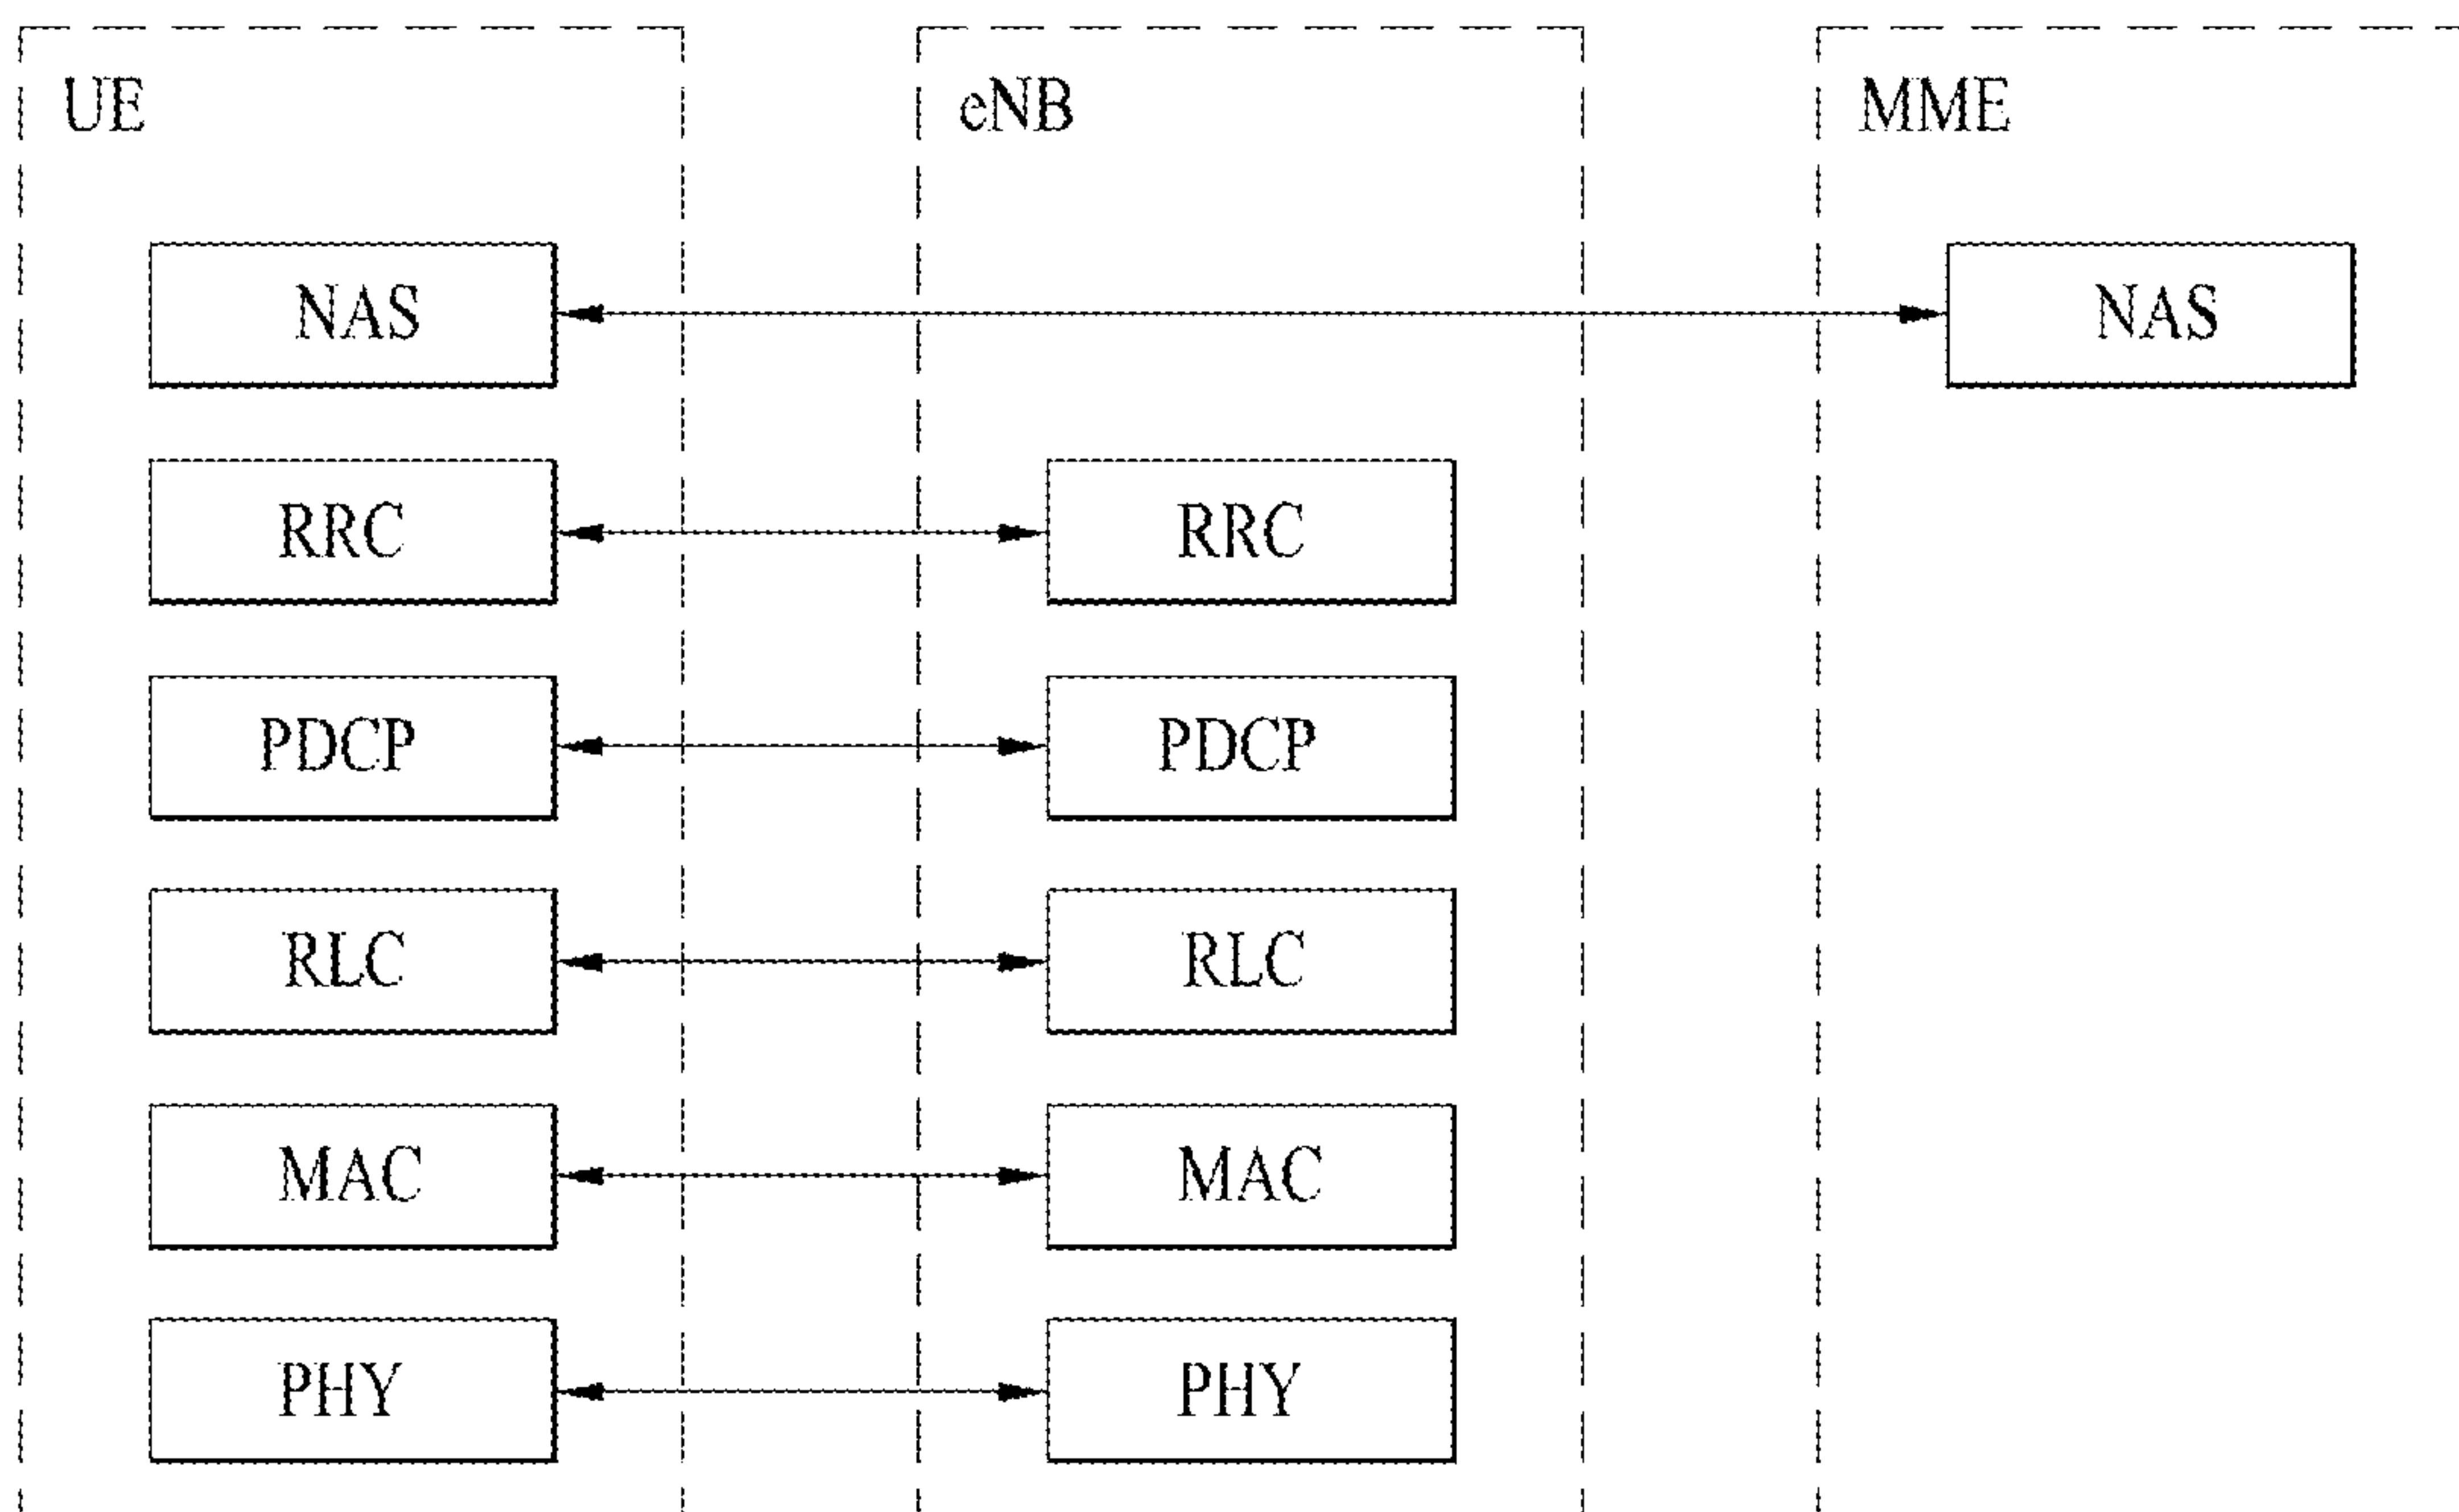 UE eNB MME
NAS NAS
RRC RRC
PDCP PDCP
RLC RLC
MAC MAC
PHY PHY